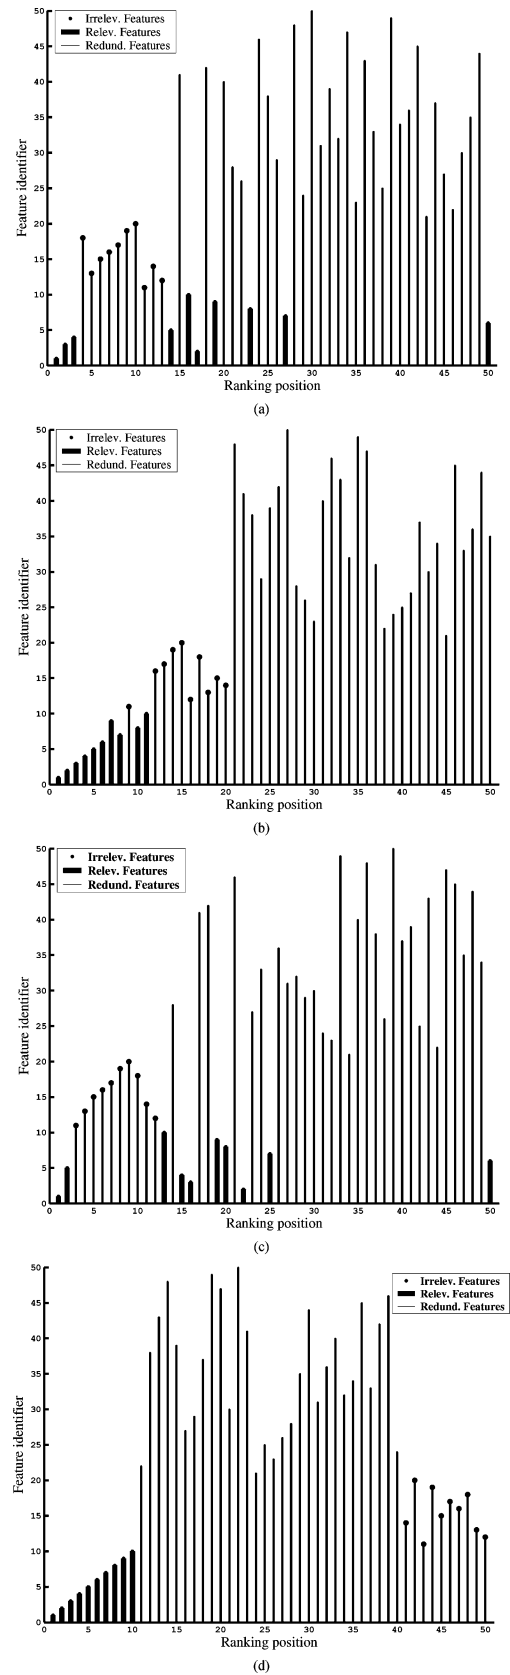 50
Irrelev. Features
Relev. Features
Redund. Features
45
40
35
30
25
20
15
10
5
0
0 5 10 15 20 25 30 35 40 45 50
Feature identifier
Ranking position
(a)
50
Irrelev. Features
Relev. Features
Redund. Features
45
40
35
30
25
20
15
10
5
0
0 5 10 15 20 25 30 35 40 45 50
Feature identifier
Ranking position
(b)
50
Irrelev. Features
Relev. Features
Redund. Features
45
40
35
30
25
20
15
10
5
0
0 5 10 15 20 25 30 35 40 45 50
Feature identifier
Ranking position
(c)
50
Irrelev. Features
Relev. Features
Redund. Features
45
40
35
30
25
20
15
10
5
0
0 5 10 15 20 25 30 35 40 45 50
Feature identifier
Ranking position
(d)